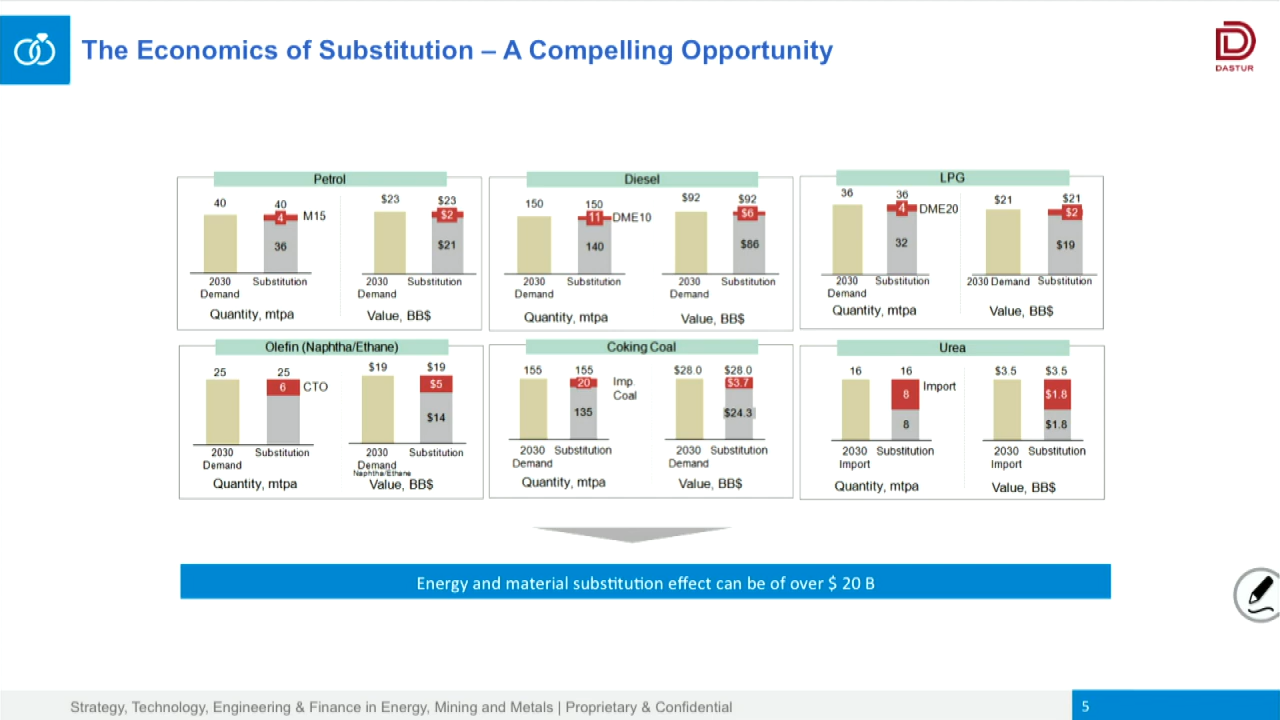 The Economics of Substitution – A Compelling Opportunity
DASTUR
Petrol
40
40
4
M15
36
2030
Demand
Substitution
Quantity, mtpa
$23
$23
$2
$21
2030
Demand
Substitution
Value, BB$
Diesel
150
150
11
DME10
140
2030
Demand
Substitution
Quantity, mtpa
$92
$92
$6
$86
2030
Demand
Substitution
Value, BB$
LPG
36
36
4
DME20
32
2030
Demand
Substitution
Quantity, mtpa
$21
$21
$2
$19
2030 Demand
Substitution
Value, BB$
Olefin (Naphtha/Ethane)
25
25
6
CTO
2030
Demand
Substitution
Quantity, mtpa
$19
$19
$5
$14
2030
Demand
Naphtha/Ethane
Substitution
Value, BB$
Coking Coal
155
155
20
Imp.
Coal
135
2030
Demand
Substitution
Quantity, mtpa
$28.0
$28.0
$3.7
$24.3
2030
Demand
Substitution
Value, BB$
Urea
16
16
8
Import
8
2030
Import
Substitution
Quantity, mtpa
$3.5
$3.5
$1.8
$1.8
2030
Import
Substitution
Value, BB$
Energy and material substitution effect can be of over $ 20 B
Strategy, Technology, Engineering & Finance in Energy, Mining and Metals | Proprietary & Confidential
5